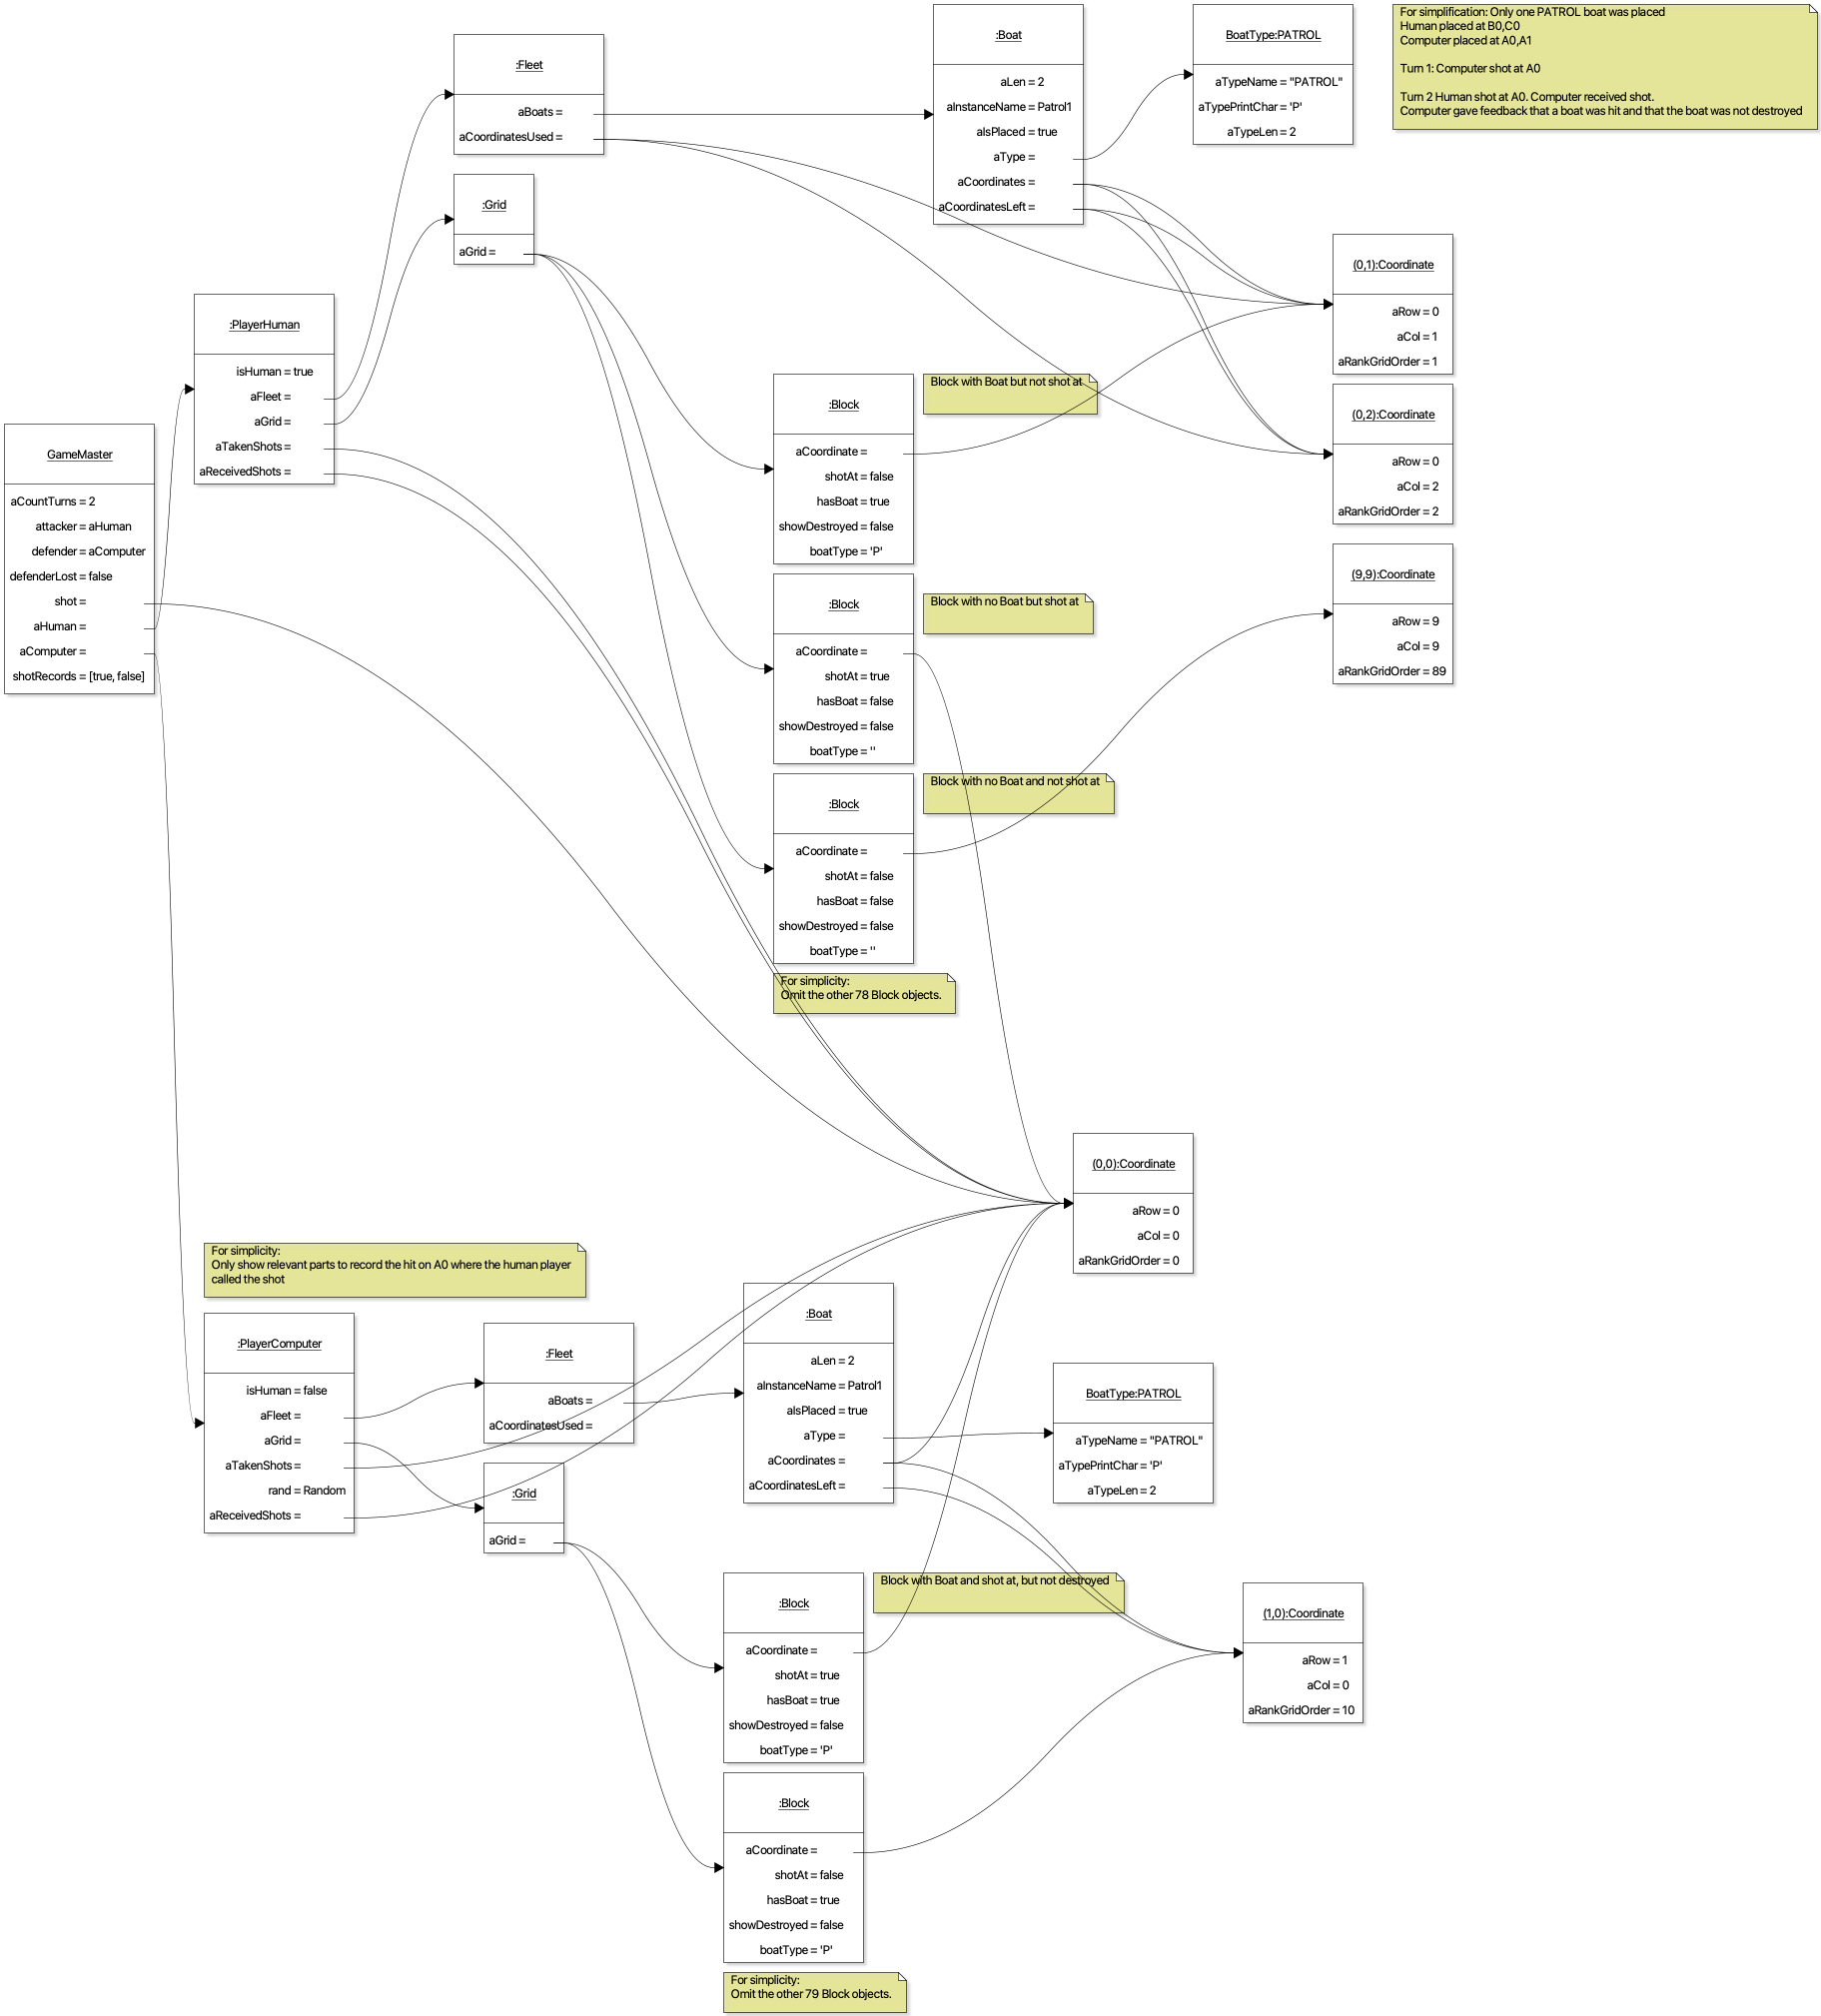 For simplification: Only one PATROL boat was placed
Human placed at B0,C0
Computer placed at A0,A1
Turn 1: Computer shot at A0
Turn 2 Human shot at A0. Computer received shot.
Computer gave feedback that a boat was hit and that the boat was not destroyed
:Boat
aLen = 2
aInstanceName = Patrol1
aIsPlaced = true
aType =
aCoordinates =
aCoordinatesLeft =
BoatType:PATROL
aTypeName = "PATROL"
aTypePrintChar = 'P'
aTypeLen = 2
:Fleet
aBoats =
aCoordinatesUsed =
:Grid
aGrid =
(0,1):Coordinate
aRow = 0
aCol = 1
aRankGridOrder = 1
:PlayerHuman
isHuman = true
aFleet =
aGrid =
aTakenShots =
aReceivedShots =
:Block
aCoordinate =
shotAt = false
hasBoat = true
showDestroyed = false
boatType = 'P'
Block with Boat but not shot at
(0,2):Coordinate
aRow = 0
aCol = 2
aRankGridOrder = 2
GameMaster
aCountTurns = 2
attacker = aHuman
defender = aComputer
defenderLost = false
shot =
aHuman =
aComputer =
shotRecords = [true, false]
(9,9):Coordinate
aRow = 9
aCol = 9
aRankGridOrder = 89
:Block
aCoordinate =
shotAt = true
hasBoat = false
showDestroyed = false
boatType = ''
Block with no Boat but shot at
:Block
aCoordinate =
shotAt = false
hasBoat = false
showDestroyed = false
boatType = ''
Block with no Boat and not shot at
For simplicity:
Omit the other 78 Block objects.
(0,0):Coordinate
aRow = 0
aCol = 0
aRankGridOrder = 0
For simplicity:
Only show relevant parts to record the hit on A0 where the human player
called the shot
:PlayerComputer
isHuman = false
aFleet =
aGrid =
aTakenShots =
rand = Random
aReceivedShots =
:Fleet
aBoats =
aCoordinatesUsed =
:Grid
aGrid =
:Boat
aLen = 2
aInstanceName = Patrol1
aIsPlaced = true
aType =
aCoordinates =
aCoordinatesLeft =
BoatType:PATROL
aTypeName = "PATROL"
aTypePrintChar = 'P'
aTypeLen = 2
:Block
aCoordinate =
shotAt = true
hasBoat = true
showDestroyed = false
boatType = 'P'
Block with Boat and shot at, but not destroyed
(1,0):Coordinate
aRow = 1
aCol = 0
aRankGridOrder = 10
:Block
aCoordinate =
shotAt = false
hasBoat = true
showDestroyed = false
boatType = 'P'
For simplicity:
Omit the other 79 Block objects.